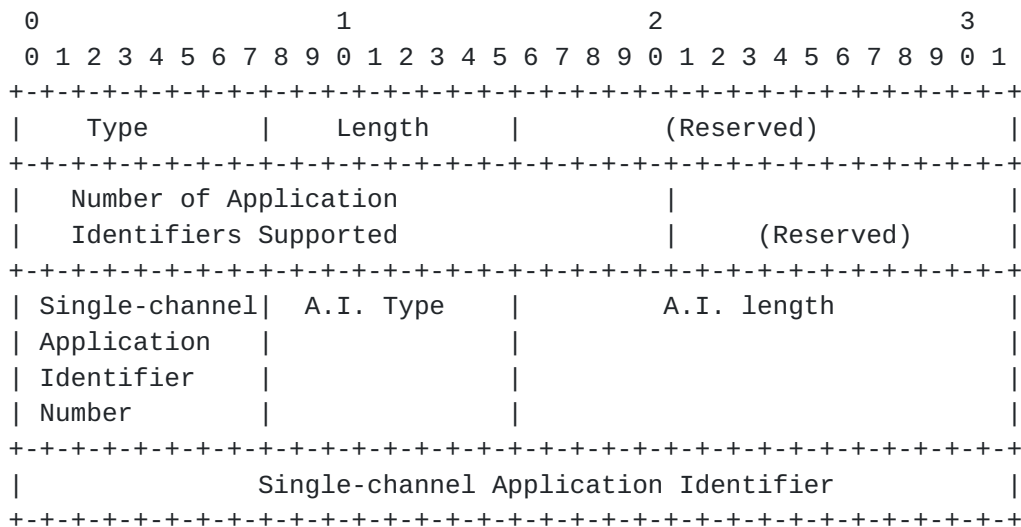 0                   1                   2                   3
 0 1 2 3 4 5 6 7 8 9 0 1 2 3 4 5 6 7 8 9 0 1 2 3 4 5 6 7 8 9 0 1
+-+-+-+-+-+-+-+-+-+-+-+-+-+-+-+-+-+-+-+-+-+-+-+-+-+-+-+-+-+-+-+-+
|    Type       |    Length     |         (Reserved)            |
+-+-+-+-+-+-+-+-+-+-+-+-+-+-+-+-+-+-+-+-+-+-+-+-+-+-+-+-+-+-+-+-+
|   Number of Application                 |                     |
|   Identifiers Supported                 |     (Reserved)      |
+-+-+-+-+-+-+-+-+-+-+-+-+-+-+-+-+-+-+-+-+-+-+-+-+-+-+-+-+-+-+-+-+
| Single-channel|  A.I. Type    |         A.I. length           |
| Application   |               |                               |
| Identifier    |               |                               |
| Number        |               |                               |
+-+-+-+-+-+-+-+-+-+-+-+-+-+-+-+-+-+-+-+-+-+-+-+-+-+-+-+-+-+-+-+-+
|               Single-channel Application Identifier           |
+-+-+-+-+-+-+-+-+-+-+-+-+-+-+-+-+-+-+-+-+-+-+-+-+-+-+-+-+-+-+-+-+